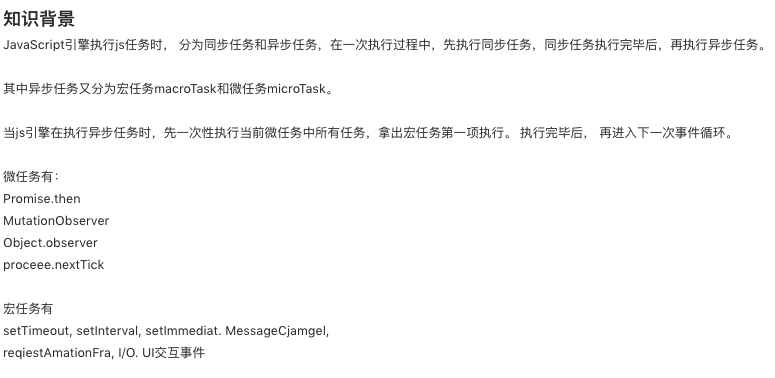 知识背景
JavaScript引擎执行js任务时， 分为同步任务和异步任务，在一次执行过程中，先执行同步任务，同步任务执行完毕后，再执行异步任务。
其中异步任务又分为宏任务macroTask和微任务microTask。
当js引擎在执行异步任务时，先一次性执行当前微任务中所有任务，拿出宏任务第一项执行。 执行完毕后， 再进入下一次事件循环。
微任务有：
Promise.then
MutationObserver
Object.observer
proceee.nextTick
宏任务有
setTimeout, setInterval, setImmediat. MessageCjamgel,
reqiestAmationFra, I/O. UI交互事件